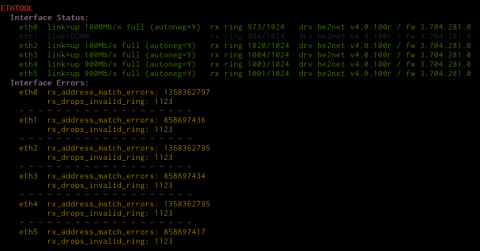 ETHTOOL
Interface Status:
eth0 link=up 1000Mb/s full (autoneg=Y) rx ring 973/1024 drv be2net v4.0.100r / fw 3.704.281.0
eth1 link=DOWN rx ring 894/1024 drv be2net v4.0.100r / fw 3.704.281.0
eth2 link=up 100Mb/s full (autoneg=Y) rx ring 1020/1024 drv be2net v4.0.100r / fw 3.704.281.0
eth3 link=up 100Mb/s full (autoneg=Y) rx ring 1004/1024 drv be2net v4.0.100r / fw 3.704.281.0
eth4 link=up 900Mb/s full (autoneg=Y) rx ring 1003/1024 drv be2net v4.0.100r / fw 3.704.281.0
eth5 link=up 900Mb/s full (autoneg=Y) rx ring 1001/1024 drv be2net v4.0.100r / fw 3.704.281.0
Interface Errors:
eth0 rx_address_match_errors: 1358362797
rx_drops_invalid_ring: 1123
- - - - - - - - - - - - - - - - - - -
eth1 rx_address_match_errors: 858697436
rx_drops_invalid_ring: 1123
- - - - - - - - - - - - - - - - - - -
eth2 rx_address_match_errors: 1358362795
rx_drops_invalid_ring: 1123
- - - - - - - - - - - - - - - - - - -
eth3 rx_address_match_errors: 858697434
rx_drops_invalid_ring: 1123
- - - - - - - - - - - - - - - - - - -
eth4 rx_address_match_errors: 1358362795
rx_drops_invalid_ring: 1123
- - - - - - - - - - - - - - - - - - -
eth5 rx_address_match_errors: 858697417
rx_drops_invalid_ring: 1123